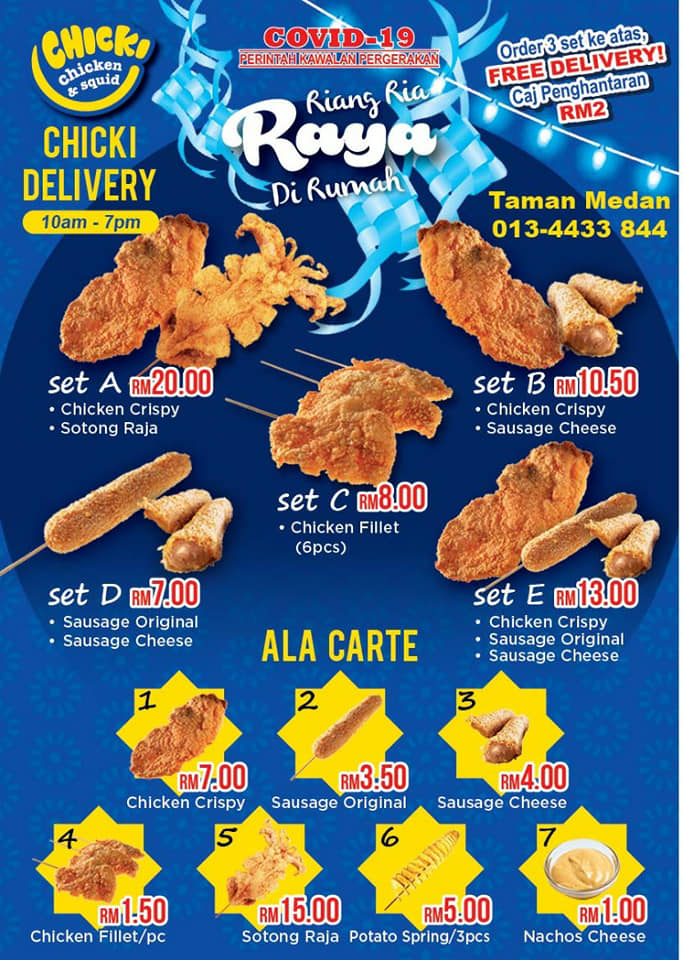 CHICKI
chicken
& squid
CHICKI
DELIVERY
10am - 7pm
COVID-19
PERINTAH KAWALAN PERGERAKAN
Riang Ria
Raya
Di Rumah
Order 3 set ke atas,
FREE DELIVERY!
Caj Penghantaran
RM2
Taman Medan
013-4433 844
set A RM20.00
• Chicken Crispy
• Sotong Raja
set B RM10.50
• Chicken Crispy
• Sausage Cheese
set C RM8.00
• Chicken Fillet
(6pcs)
set D RM7.00
• Sausage Original
• Sausage Cheese
set E RM13.00
• Chicken Crispy
• Sausage Original
• Sausage Cheese
ALA CARTE
1
RM7.00
Chicken Crispy
2
RM3.50
Sausage Original
3
RM4.00
Sausage Cheese
4
RM1.50
Chicken Fillet/pc
5
RM15.00
Sotong Raja
6
RM5.00
Potato Spring/3pcs
7
RM1.00
Nachos Cheese